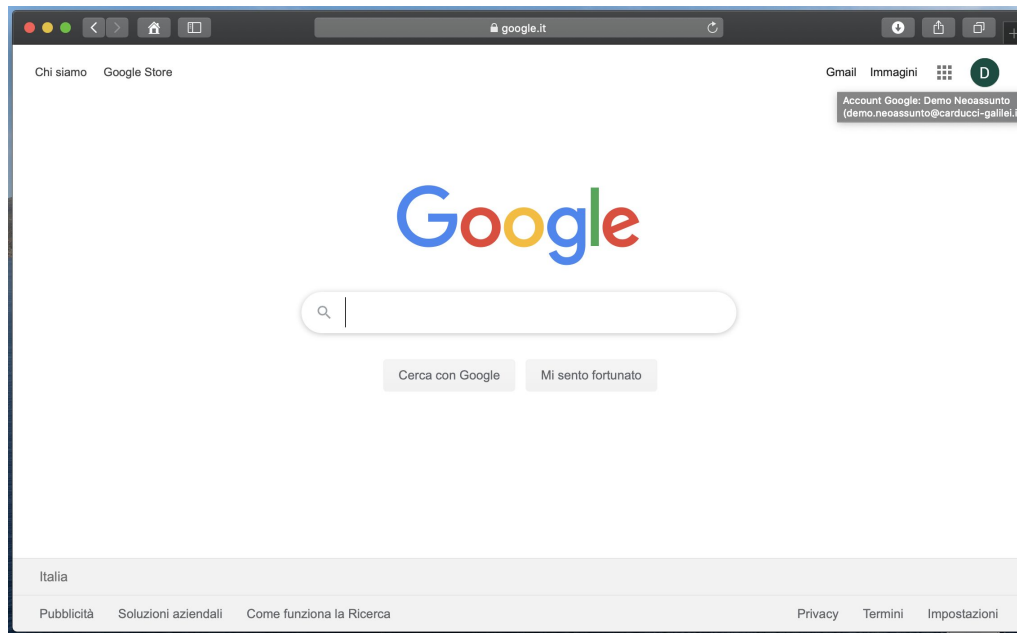 google.it
Chi siamo Google Store
Gmail Immagini
D
Account Google: Demo Neoassunto
(demo.neoassunto@carducci-galilei.i
Google
Cerca con Google Mi sento fortunato
Italia
Pubblicità Soluzioni aziendali Come funziona la Ricerca
Privacy Termini Impostazioni